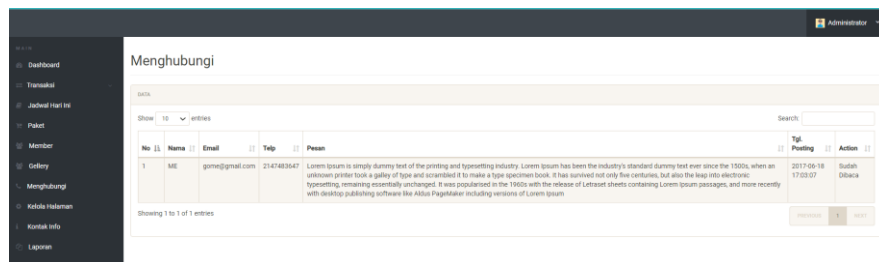 Administrator
MAIN
Dashboard
Transaksi
Jadwal Hari Ini
Paket
Member
Gellery
Menghubungi
Kelola Halaman
Kontak Info
Laporan
Menghubungi
DATA
Show 10 entries
Search:
No Nama Email Telp Pesan Tgl. Posting Action
1 ME gome@gmail.com 2147483647 Lorem Ipsum is simply dummy text of the printing and typesetting industry. Lorem Ipsum has been the industry's standard dummy text ever since the 1500s, when an 2017-06-18 Sudah
unknown printer took a galley of type and scrambled it to make a type specimen book. It has survived not only five centuries, but also the leap into electronic 17:03:07 Dibaca
typesetting, remaining essentially unchanged. It was popularised in the 1960s with the release of Letraset sheets containing Lorem Ipsum passages, and more recently
with desktop publishing software like Aldus PageMaker including versions of Lorem Ipsum
Showing 1 to 1 of 1 entries
Previous 1 Next